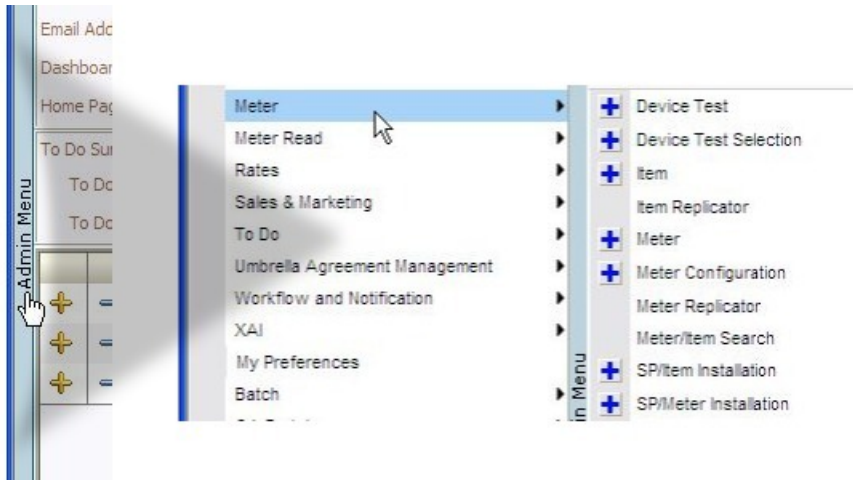 Email Add
Dashboar
Home Pag
To Do Sur
To Do
To Do
Admin Menu
Meter
Meter Read
Rates
Sales & Marketing
To Do
Umbrella Agreement Management
Workflow and Notification
XAI
My Preferences
Batch
in Menu
Device Test
Device Test Selection
Item
Item Replicator
Meter
Meter Configuration
Meter Replicator
Meter/Item Search
SP/Item Installation
SP/Meter Installation